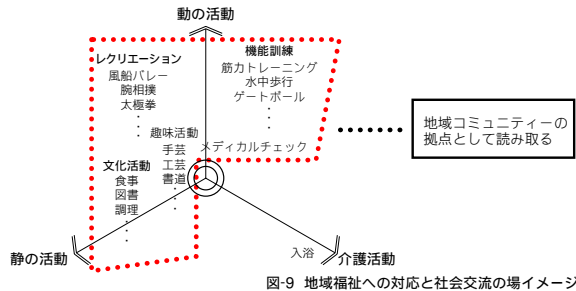 動の活動
レクリエーション
風船バレー
腕相撲
太極拳
機能訓練
筋力トレーニング
水中歩行
ゲートボール
趣味活動
手芸
工芸
書道
メディカルチェック
文化活動
食事
図書
調理
地域コミュニティーの
拠点として読み取る
静の活動
入浴
介護活動
図-9 地域福祉への対応と社会交流の場イメージ